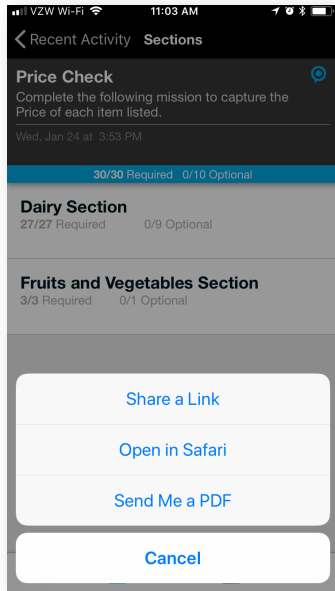 VZW Wi-Fi 11:03 AM
Recent Activity Sections
Price Check
Complete the following mission to capture the
Price of each item listed.
Wed, Jan 24 at 3:53 PM
30/30 Required 0/10 Optional
Dairy Section
27/27 Required 0/9 Optional
Fruits and Vegetables Section
3/3 Required 0/1 Optional
Share a Link
Open in Safari
Send Me a PDF
Cancel